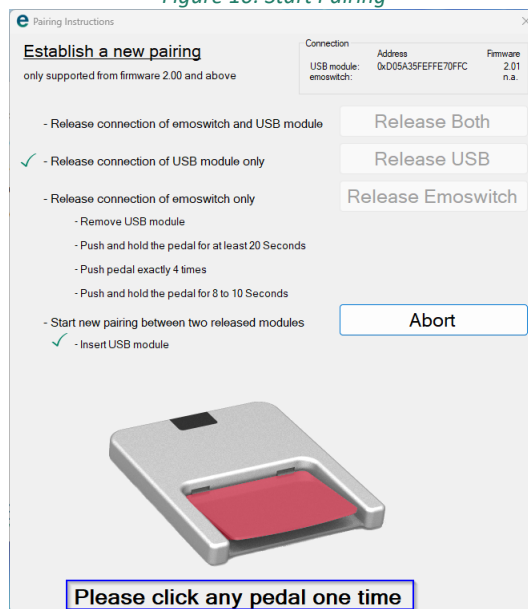 Figure 10: Start Pairing
e Pairing Instructions
Establish a new pairing
only supported from firmware 2.00 and above
Connection
Address Firmware
USB module: 0xD05A35FEFFE70FFC 2.01
emoswitch: n.a.
- Release connection of emoswitch and USB module Release Both
- Release connection of USB module only Release USB
- Release connection of emoswitch only Release Emoswitch
- Remove USB module
- Push and hold the pedal for at least 20 Seconds
- Push pedal exactly 4 times
- Push and hold the pedal for 8 to 10 Seconds
- Start new pairing between two released modules Abort
- Insert USB module
Please click any pedal one time